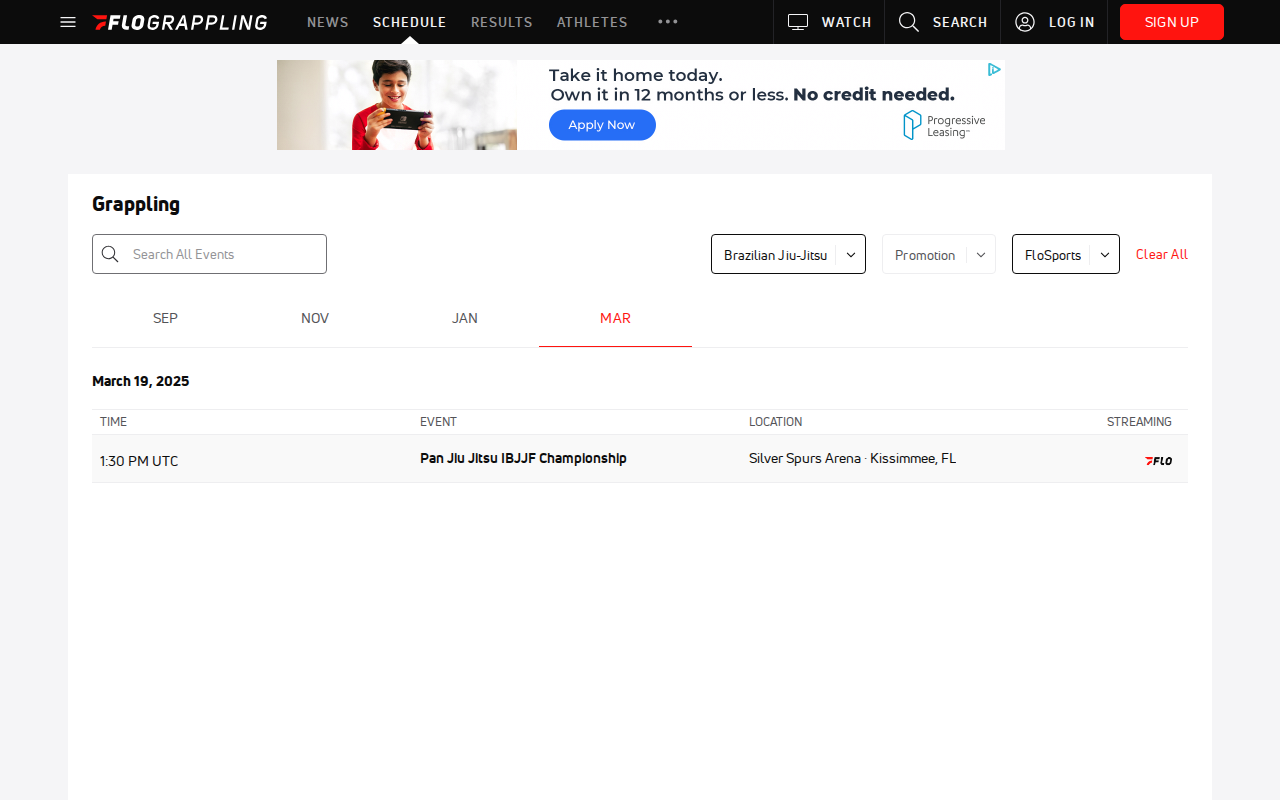 FLOGRAPPLING NEWS SCHEDULE RESULTS ATHLETES ••• WATCH SEARCH LOG IN SIGN UP
Take it home today.
Own it in 12 months or less. No credit needed.
Apply Now
Progressive
Leasing
Grappling
Search All Events
Brazilian Jiu-Jitsu Promotion FloSports Clear All
SEP NOV JAN MAR
March 19, 2025
TIME EVENT LOCATION STREAMING
1:30 PM UTC Pan Jiu Jitsu IBJJF Championship Silver Spurs Arena · Kissimmee, FL FLO